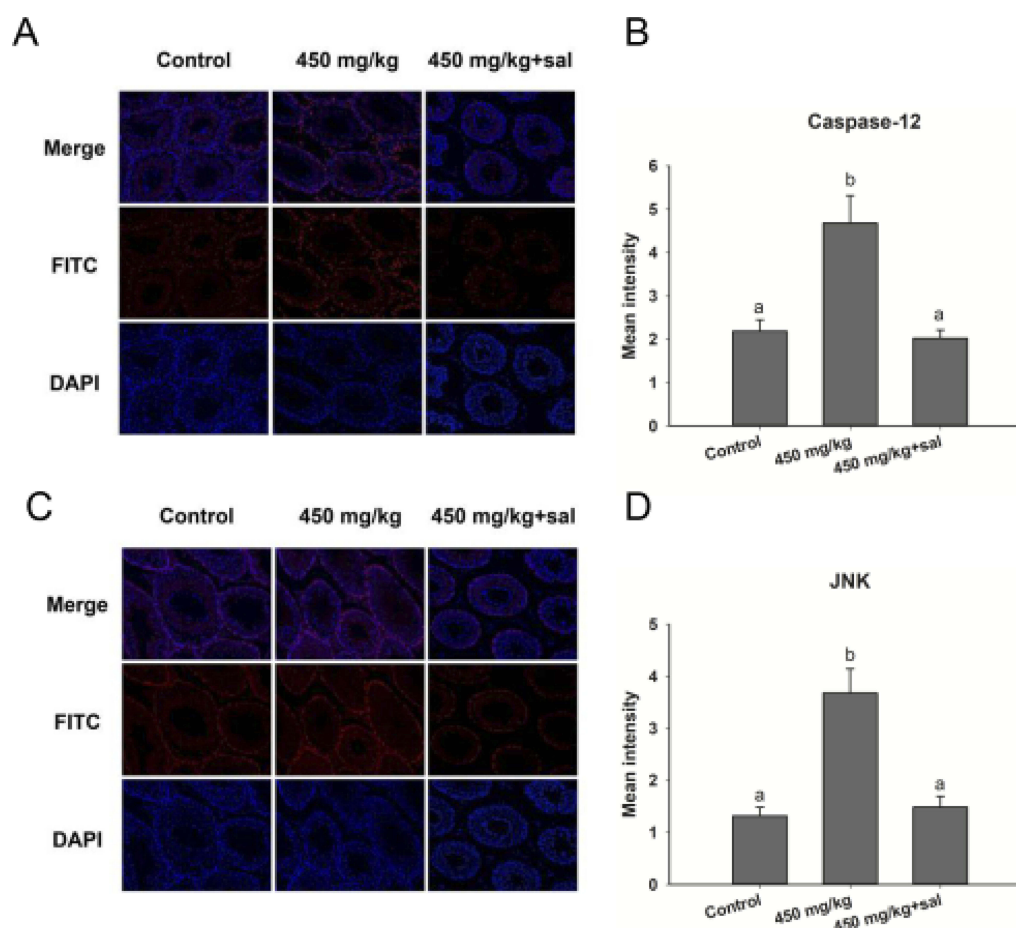 A
Control 450 mg/kg 450 mg/kg+sal
Merge
FITC
DAPI
B
Caspase-12
Mean intensity
6
5
4
3
2
1
0
a
b
a
Control 450 mg/kg 450 mg/kg+sal
C
Control 450 mg/kg 450 mg/kg+sal
Merge
FITC
DAPI
D
JNK
Mean intensity
5
4
3
2
1
0
a
b
a
Control 450 mg/kg 450 mg/kg+sal